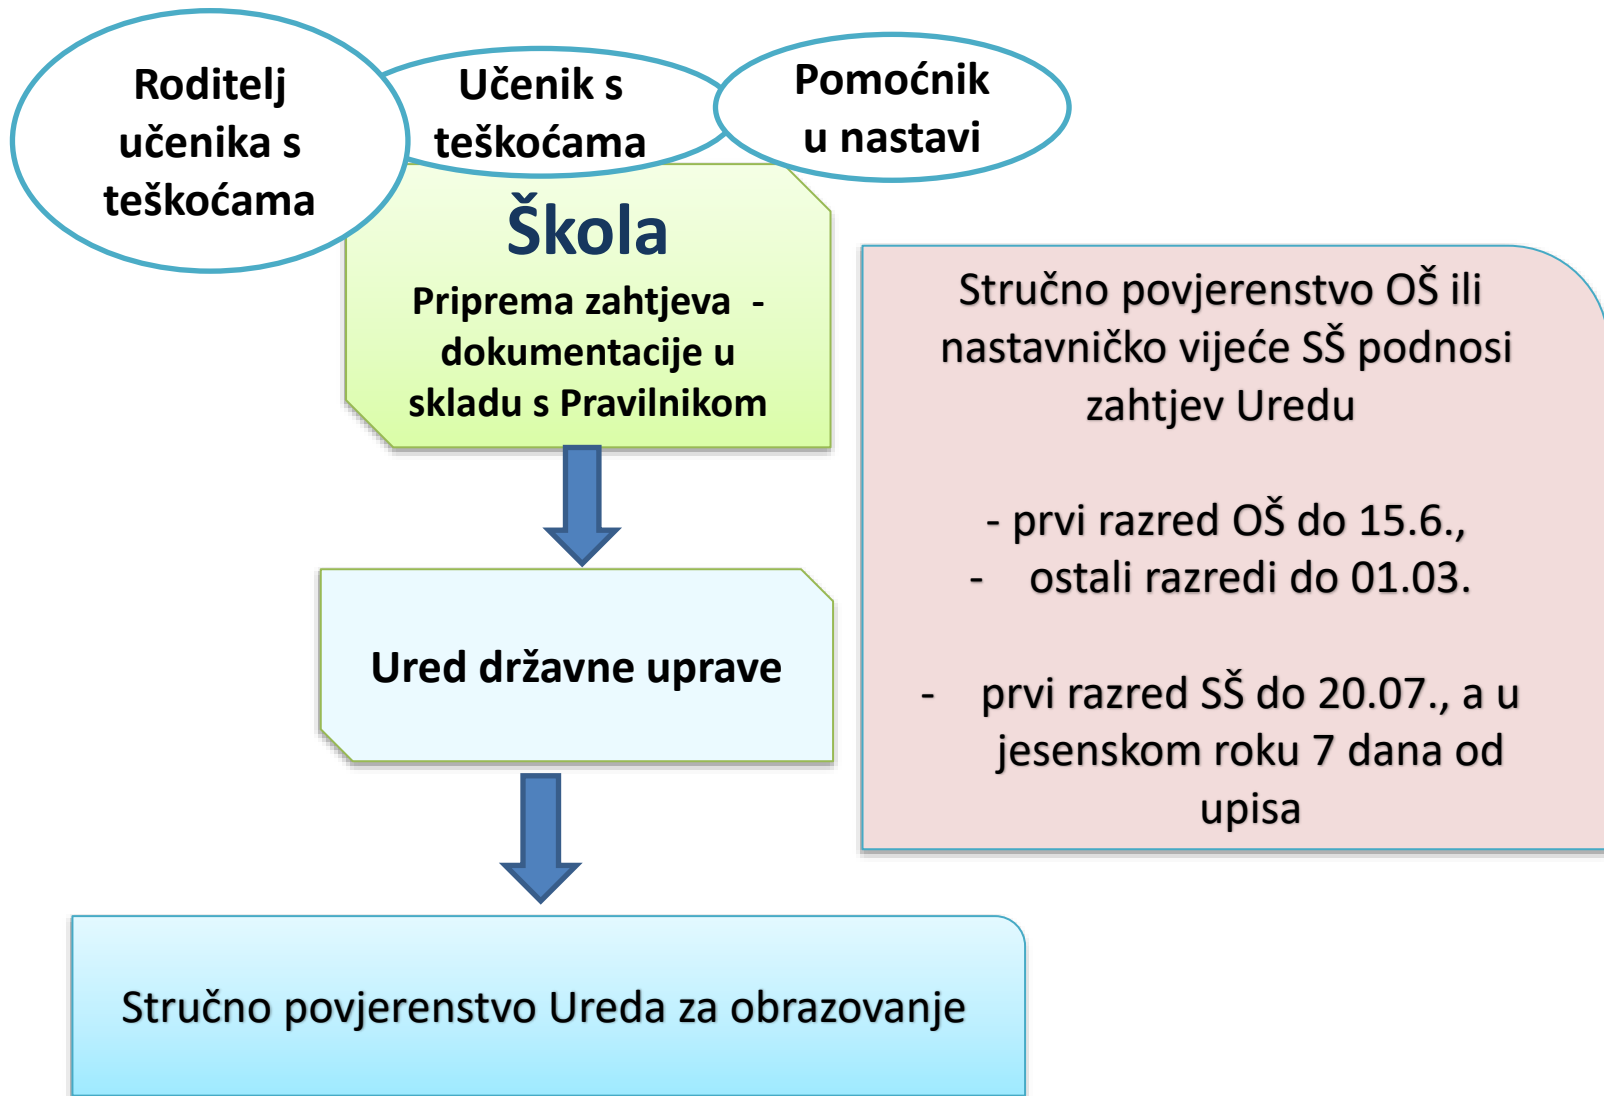 Roditelj
učenika s
teškoćama
Učenik s
teškoćama
Pomoćnik
u nastavi
Škola
Priprema zahtjeva -
dokumentacije u
skladu s Pravilnikom
Stručno povjerenstvo OŠ ili
nastavničko vijeće SŠ podnosi
zahtjev Uredu
- prvi razred OŠ do 15.6.,
- ostali razredi do 01.03.
- prvi razred SŠ do 20.07., a u
jesenskom roku 7 dana od
upisa
Ured državne uprave
Stručno povjerenstvo Ureda za obrazovanje